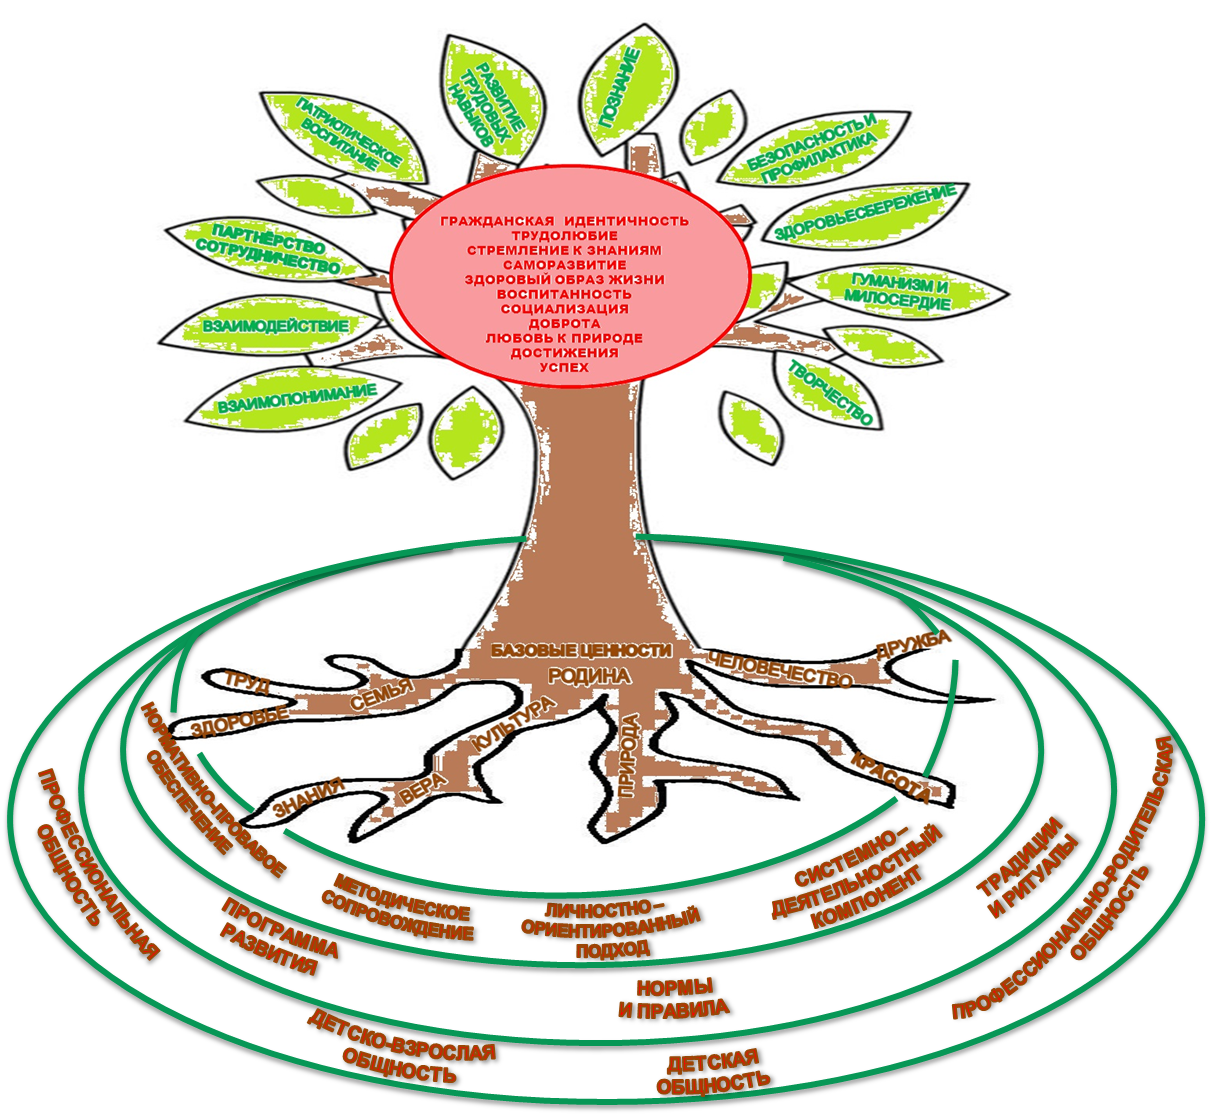 РАЗВИТИЕ
ТРУДОВЫХ
НАВЫКОВ
ПОЗНАНИЕ
ПАТРИОТИЧЕСКОЕ
ВОСПИТАНИЕ
БЕЗОПАСНОСТЬ И
ПРОФИЛАКТИКА
ПАРТНЁРСТВО
СОТРУДНИЧЕСТВО
ЗДОРОВЬЕСБЕРЕЖЕНИЕ
ВЗАИМОДЕЙСТВИЕ
ГУМАНИЗМ И
МИЛОСЕРДИЕ
ВЗАИМОПОНИМАНИЕ
ТВОРЧЕСТВО
ГРАЖДАНСКАЯ ИДЕНТИЧНОСТЬ
ТРУДОЛЮБИЕ
СТРЕМЛЕНИЕ К ЗНАНИЯМ
САМОРАЗВИТИЕ
ЗДОРОВЫЙ ОБРАЗ ЖИЗНИ
ВОСПИТАННОСТЬ
СОЦИАЛИЗАЦИЯ
ДОБРОТА
ЛЮБОВЬ К ПРИРОДЕ
ДОСТИЖЕНИЯ
УСПЕХ
БАЗОВЫЕ ЦЕННОСТИ
РОДИНА
ТРУД
СЕМЬЯ
ЗДОРОВЬЕ
КУЛЬТУРА
ЗНАНИЯ
ВЕРА
ПРИРОДА
ЧЕЛОВЕЧЕСТВО
ДРУЖБА
КРАСОТА
НОРМАТИВНО-ПРОВАВОЕ
ОБЕСПЕЧЕНИЕ
МЕТОДИЧЕСКОЕ
СОПРОВОЖДЕНИЕ
ЛИЧНОСТНО –
ОРИЕНТИРОВАННЫЙ
ПОДХОД
СИСТЕМНО –
ДЕЯТЕЛЬНОСТНЫЙ
КОМПОНЕНТ
ПРОГРАММА
РАЗВИТИЯ
НОРМЫ
И ПРАВИЛА
ТРАДИЦИИ
И РИТУАЛЫ
ПРОФЕССИОНАЛЬНАЯ
ОБЩНОСТЬ
ДЕТСКО-ВЗРОСЛАЯ
ОБЩНОСТЬ
ДЕТСКАЯ
ОБЩНОСТЬ
ПРОФЕССИОНАЛЬНО-РОДИТЕЛЬСКАЯ
ОБЩНОСТЬ